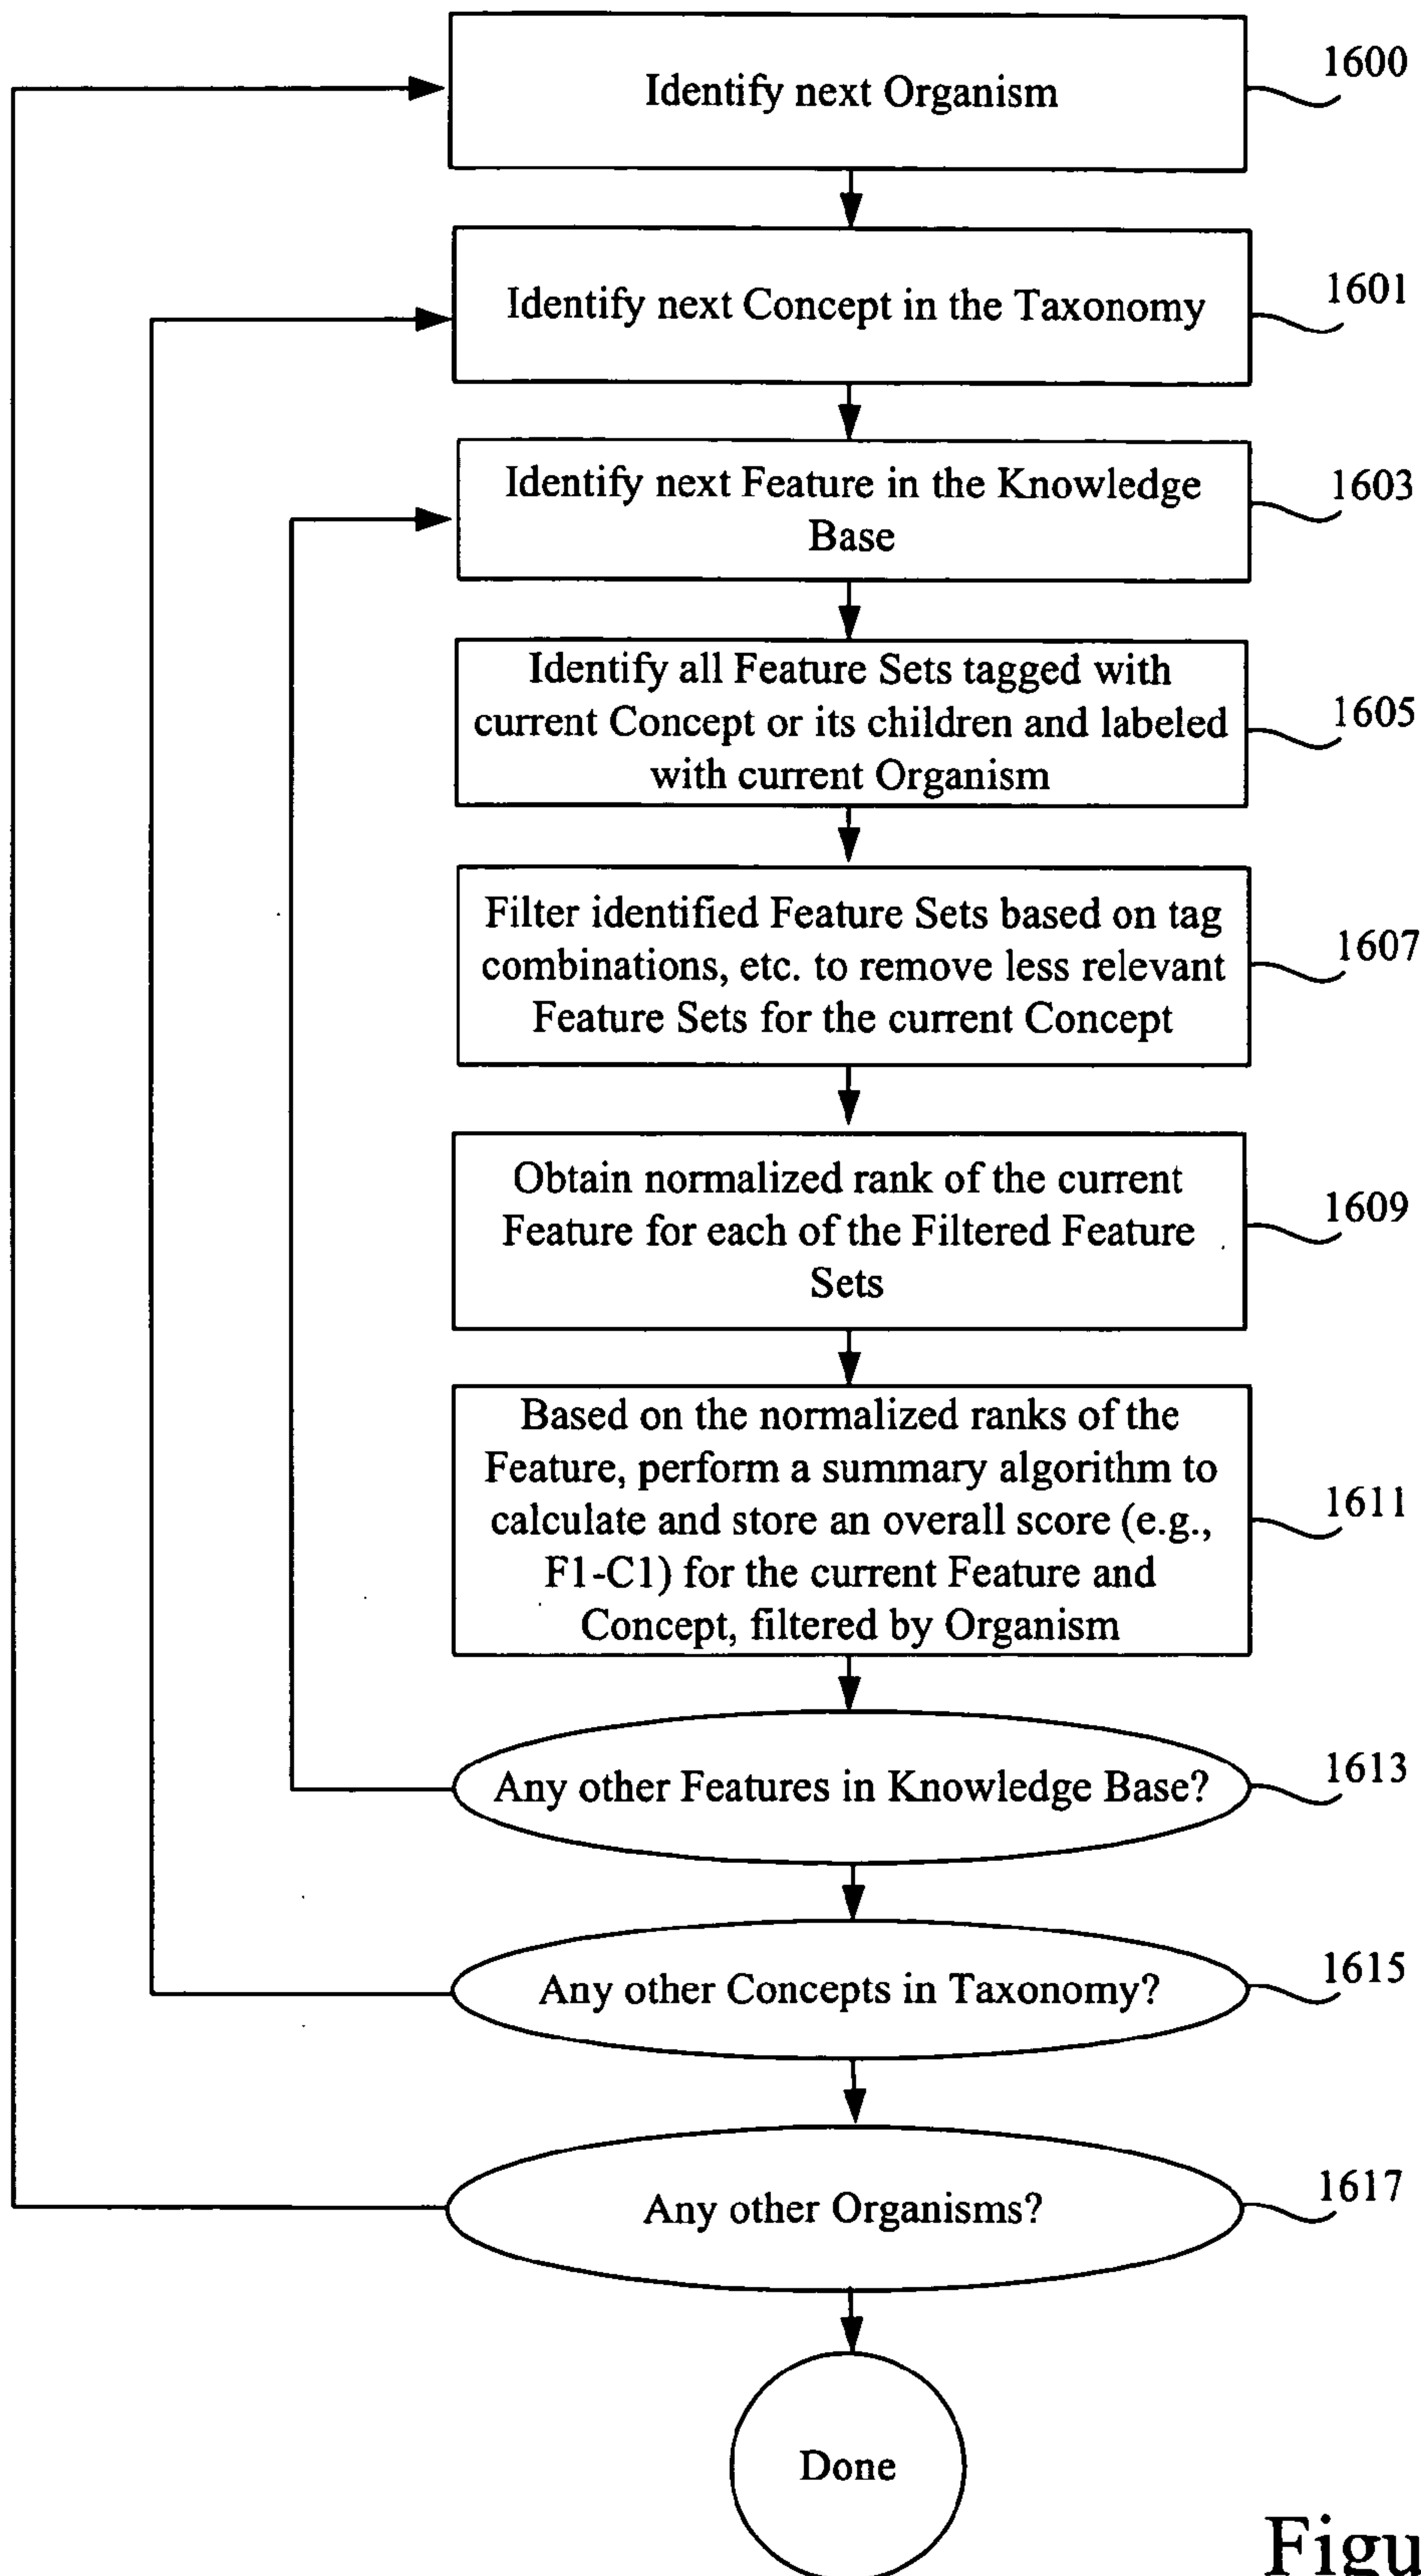 Identify next Organism
1600
Identify next Concept in the Taxonomy
1601
Identify next Feature in the Knowledge
Base
1603
Identify all Feature Sets tagged with
current Concept or its children and labeled
with current Organism
1605
Filter identified Feature Sets based on tag
combinations, etc. to remove less relevant
Feature Sets for the current Concept
1607
Obtain normalized rank of the current
Feature for each of the Filtered Feature
Sets
1609
Based on the normalized ranks of the
Feature, perform a summary algorithm to
calculate and store an overall score (e.g.,
F1-C1) for the current Feature and
Concept, filtered by Organism
1611
Any other Features in Knowledge Base?
1613
Any other Concepts in Taxonomy?
1615
Any other Organisms?
1617
Done
Figu